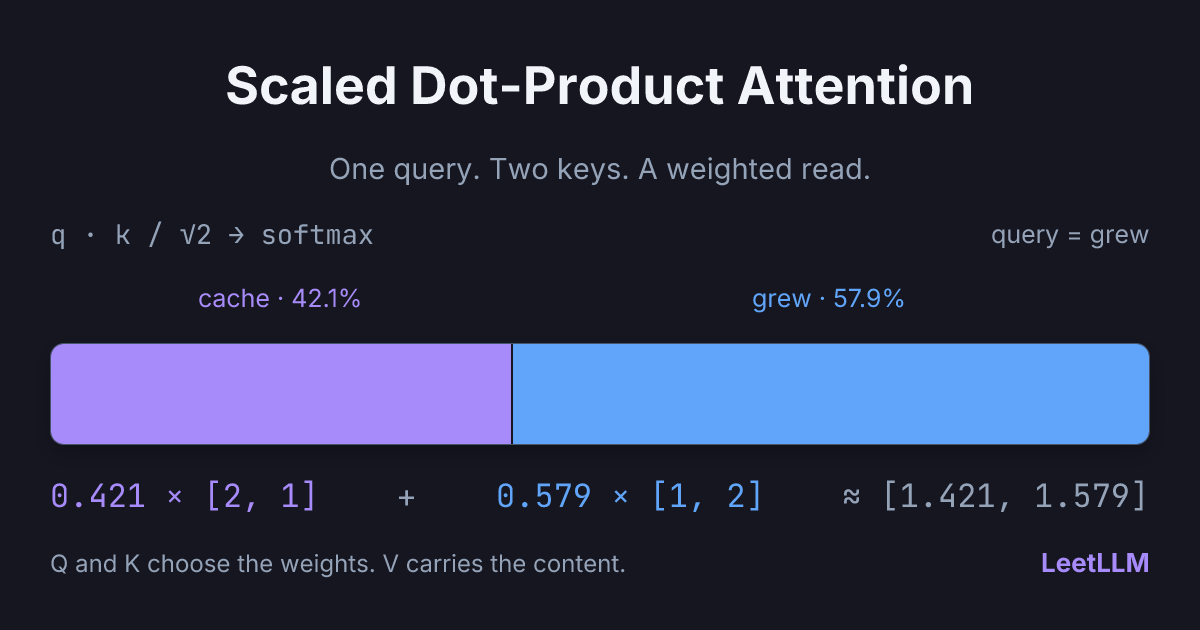 Scaled Dot-Product Attention
One query. Two keys. A weighted read.
q · k / √2 → softmax
query = grew
cache · 42.1%
grew · 57.9%
0.421 × [2, 1] + 0.579 × [1, 2] ≈ [1.421, 1.579]
Q and K choose the weights. V carries the content.
LeetLLM